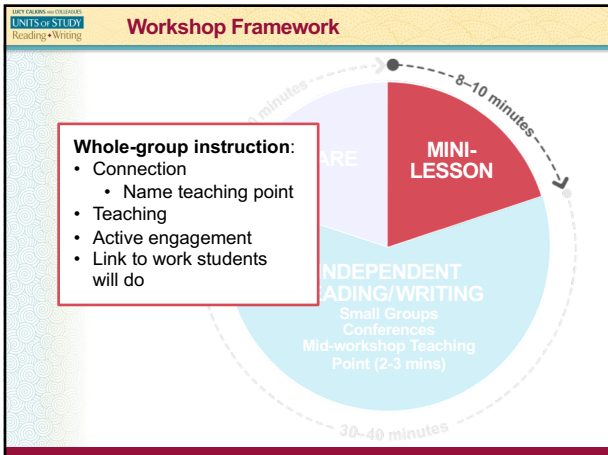 LUCY CALKINS AND COLLEAGUES
UNITS OF STUDY
Reading • Writing
Workshop Framework
8–10 minutes
minutes
Whole-group instruction:
• Connection
• Name teaching point
• Teaching
• Active engagement
• Link to work students
will do
ARE
MINI-
LESSON
NDEPENDENT
EADING/WRITING
Small Groups
Conferences
Mid-workshop Teaching
Point (2-3 mins)
30–40 minutes